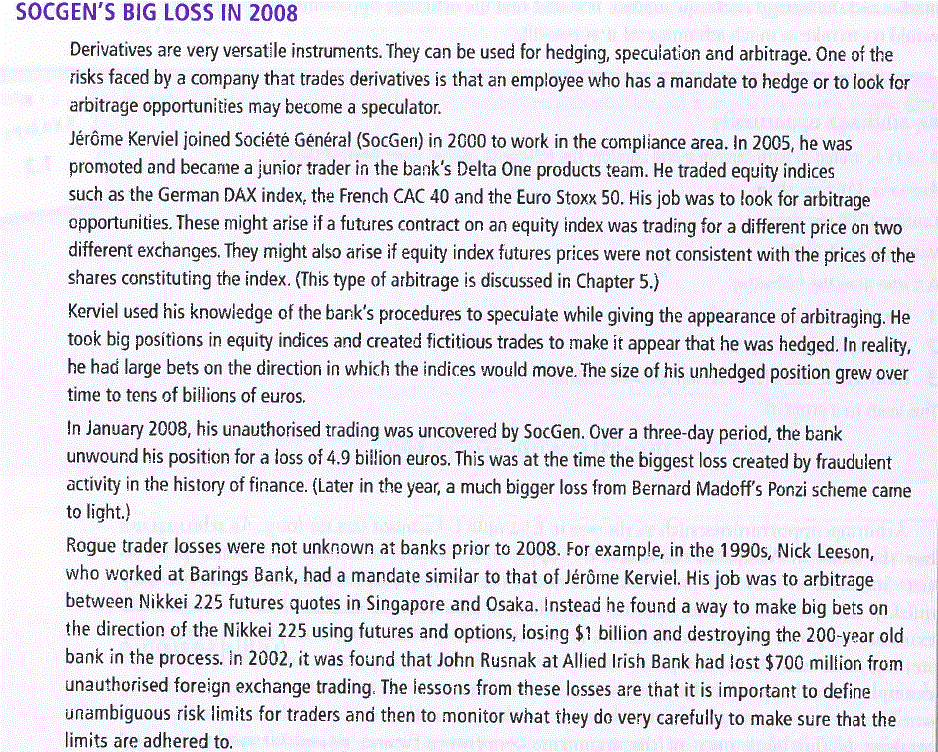 SOCGEN'S BIG LOSS IN 2008
Derivatives are very versatile instruments. They can be used for hedging, speculation and arbitrage. One of the
risks faced by a company that trades derivatives is that an employee who has a mandate to hedge or to look for
arbitrage opportunities may become a speculator.
Jérôme Kerviel joined Société Général (SocGen) in 2000 to work in the compliance area. In 2005, he was
promoted and became a junior trader in the bank's Delta One products team. He traded equity indices
such as the German DAX index, the French CAC 40 and the Euro Stoxx 50. His job was to look for arbitrage
opportunities. These might arise if a futures contract on an equity index was trading for a different price on two
different exchanges. They might also arise if equity index futures prices were not consistent with the prices of the
shares constituting the index. (This type of arbitrage is discussed in Chapter 5.)
Kerviel used his knowledge of the bank's procedures to speculate while giving the appearance of arbitraging. He
took big positions in equity indices and created fictitious trades to make it appear that he was hedged. In reality,
he had large bets on the direction in which the indices would move. The size of his unhedged position grew over
time to tens of billions of euros.
In January 2008, his unauthorised trading was uncovered by SocGen. Over a three-day period, the bank
unwound his position for a loss of 4.9 billion euros. This was at the time the biggest loss created by fraudulent
activity in the history of finance. (Later in the year, a much bigger loss from Bernard Madoff's Ponzi scheme came
to light.)
Rogue trader losses were not unknown at banks prior to 2008. For example, in the 1990s, Nick Leeson,
who worked at Barings Bank, had a mandate similar to that of Jérôme Kerviel. His job was to arbitrage
between Nikkei 225 futures quotes in Singapore and Osaka. Instead he found a way to make big bets on
the direction of the Nikkei 225 using futures and options, losing $1 billion and destroying the 200-year old
bank in the process. In 2002, it was found that John Rusnak at Allied Irish Bank had lost $700 million from
unauthorised foreign exchange trading. The lessons from these losses are that it is important to define
unambiguous risk limits for traders and then to monitor what they do very carefully to make sure that the
limits are adhered to.